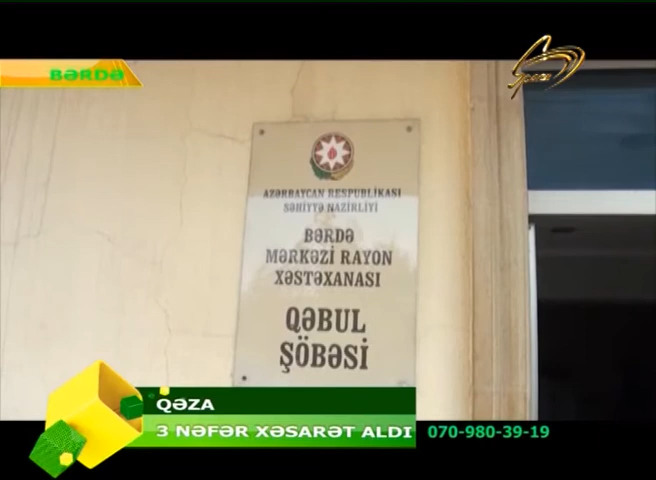 BƏRDƏ
Space
AZƏRBAYCAN RESPUBLİKASI
SƏHİYYƏ NAZİRLİYİ
BƏRDƏ
MƏRKƏZİ RAYON
XƏSTƏXANASI
QƏBUL
ŞÖBƏSİ
QƏZA
3 NƏFƏR XƏSARƏT ALDI
070-980-39-19